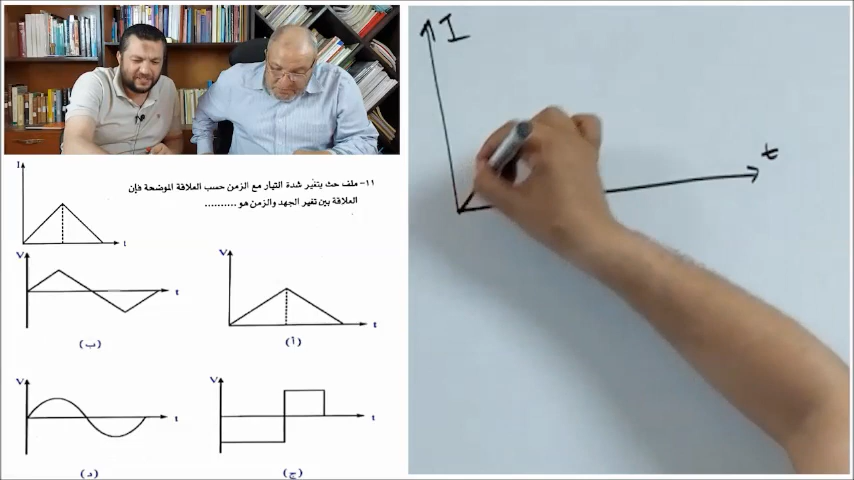 I
t
I
١١- ملف حث يتغير شدة التيار مع الزمن حسب العلاقة الموضحة فإن
العلاقة بين تغير الجهد والزمن هو ..........
t
V
t
(ب)
V
t
(أ)
V
t
(د)
V
t
(ج)